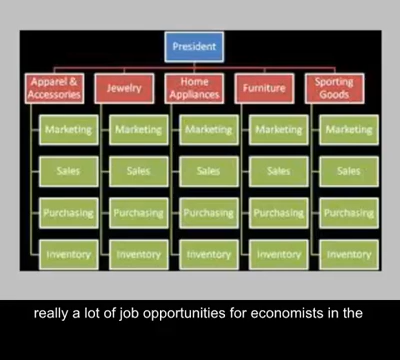 President
Apparel &
Accessories
Jewelry
Home
Appliances
Furniture
Sporting
Goods
Marketing
Marketing
Marketing
Marketing
Marketing
Sales
Sales
Sales
Sales
Sales
Purchasing
Purchasing
Purchasing
Purchasing
Purchasing
Inventory
Inventory
Inventory
Inventory
Inventory
really a lot of job opportunities for economists in the